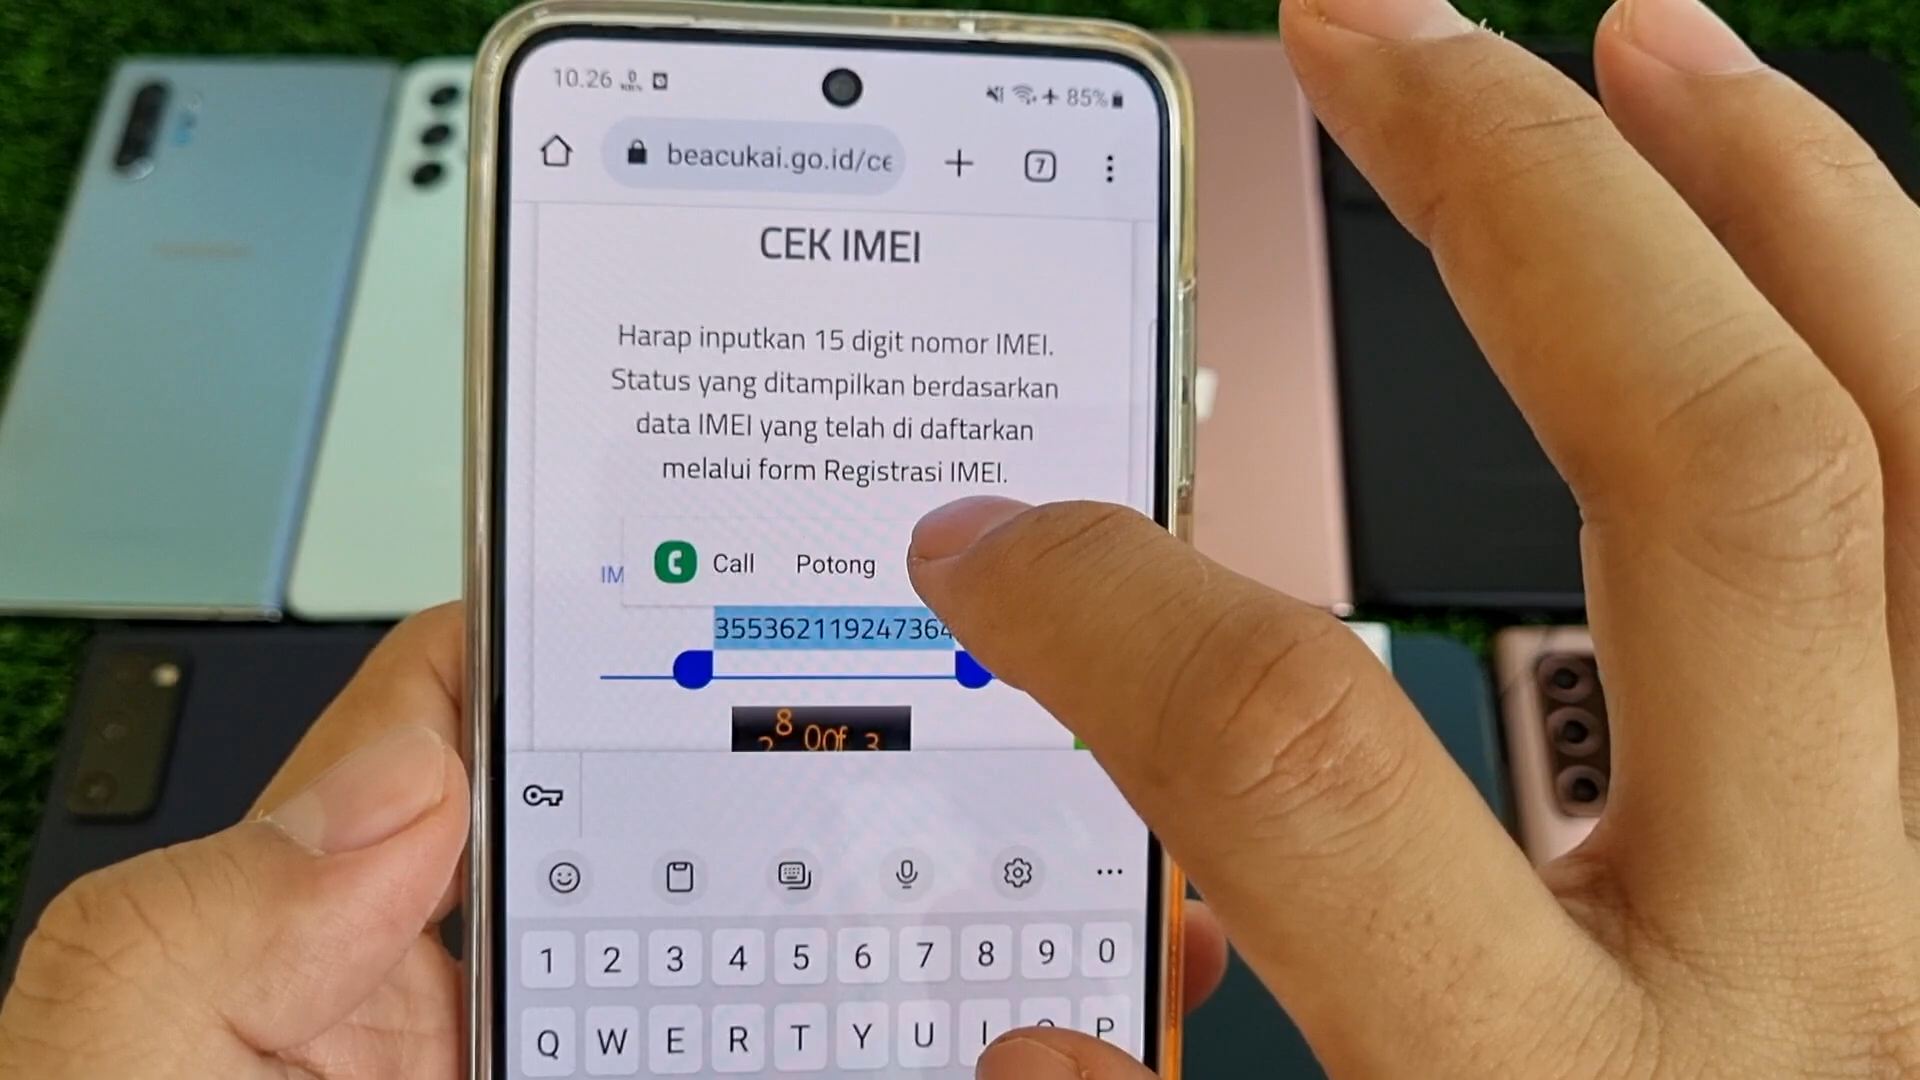 10.26
85%
beacukai.go.id/ce
7
CEK IMEI
Harap inputkan 15 digit nomor IMEI.
Status yang ditampilkan berdasarkan
data IMEI yang telah di daftarkan
melalui form Registrasi IMEI.
IM
Call Potong
35536211924736
1 2 3 4 5 6 7 8 9 0
Q W E R T Y U I O P